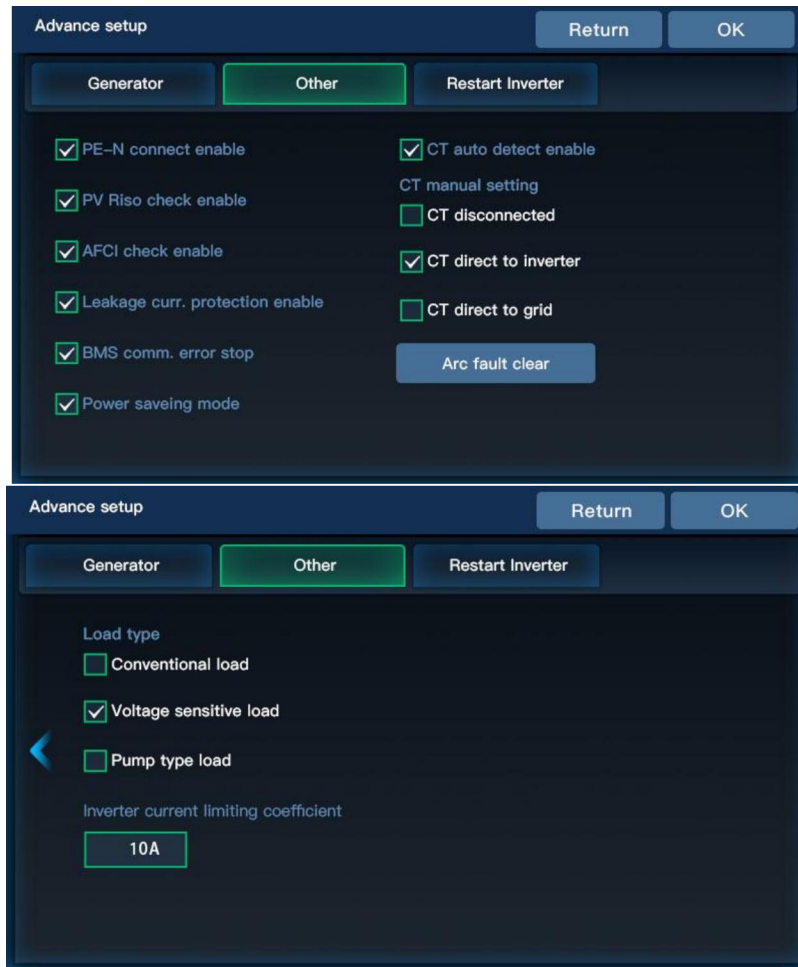 Advance setup
Return
OK
Generator
Other
Restart Inverter
PE-N connect enable
PV Riso check enable
AFCI check enable
Leakage curr. protection enable
BMS comm. error stop
Power saveing mode
CT auto detect enable
CT manual setting
CT disconnected
CT direct to inverter
CT direct to grid
Arc fault clear
Advance setup
Return
OK
Generator
Other
Restart Inverter
Load type
Conventional load
Voltage sensitive load
Pump type load
Inverter current limiting coefficient
10A